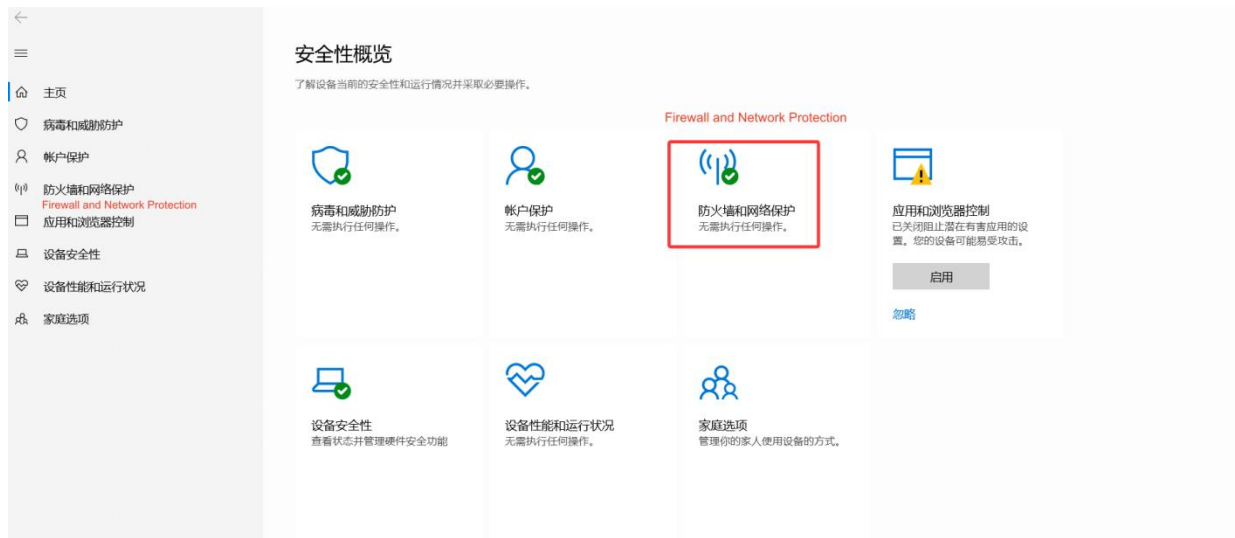 主页
病毒和威胁防护
帐户保护
防火墙和网络保护
Firewall and Network Protection
应用和浏览器控制
设备安全性
设备性能和运行状况
家庭选项
安全性概览
了解设备当前的安全性和运行情况并采取必要操作。
Firewall and Network Protection
病毒和威胁防护
无需执行任何操作。
帐户保护
无需执行任何操作。
防火墙和网络保护
无需执行任何操作。
应用和浏览器控制
已关闭阻止潜在有害应用的设
置。您的设备可能易受攻击。
启用
忽略
设备安全性
查看状态并管理硬件安全功能
设备性能和运行状况
无需执行任何操作。
家庭选项
管理你的家人使用设备的方式。